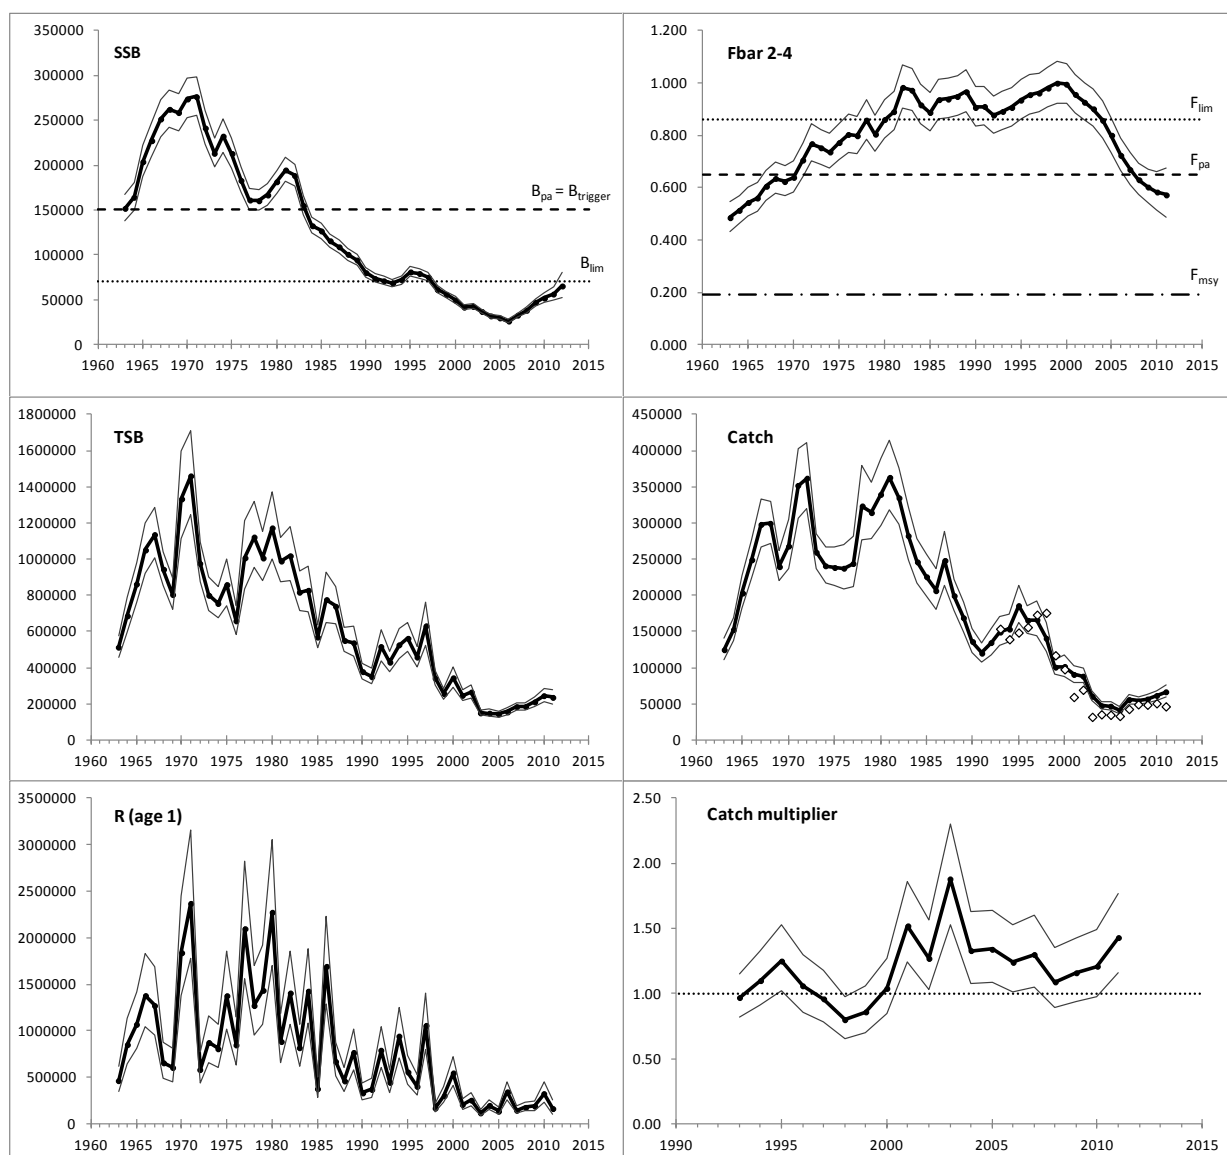 SSB
350000
300000
250000
200000
150000
100000
50000
0
B_pa = B_trigger
B_lim
1960 1965 1970 1975 1980 1985 1990 1995 2000 2005 2010 2015
Fbar 2-4
1.200
1.000
0.800
0.600
0.400
0.200
0.000
F_lim
F_pa
F_msy
1960 1965 1970 1975 1980 1985 1990 1995 2000 2005 2010 2015
TSB
1800000
1600000
1400000
1200000
1000000
800000
600000
400000
200000
0
1960 1965 1970 1975 1980 1985 1990 1995 2000 2005 2010 2015
Catch
450000
400000
350000
300000
250000
200000
150000
100000
50000
0
1960 1965 1970 1975 1980 1985 1990 1995 2000 2005 2010 2015
R (age 1)
3500000
3000000
2500000
2000000
1500000
1000000
500000
0
1960 1965 1970 1975 1980 1985 1990 1995 2000 2005 2010 2015
Catch multiplier
2.50
2.00
1.50
1.00
0.50
0.00
1990 1995 2000 2005 2010 2015